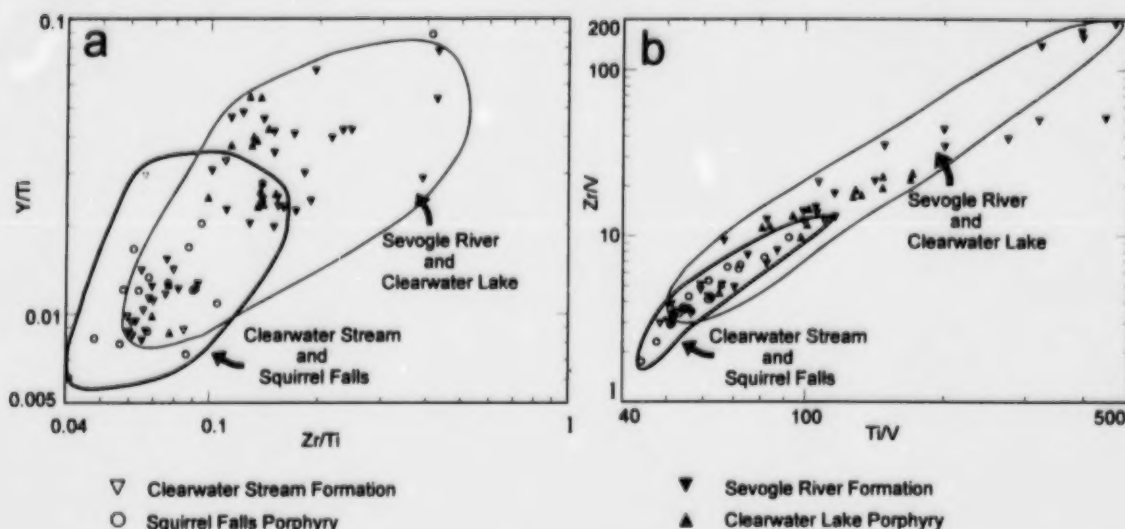 a
0.1
Y/Ti
0.01
0.005
0.04
0.1
1
Zr/Ti
Sevogle River
and
Clearwater Lake
Clearwater Stream
and
Squirrel Falls
b
200
100
Zr/V
10
1
40
100
500
Ti/V
Sevogle River
and
Clearwater Lake
Clearwater Stream
and
Squirrel Falls
▽ Clearwater Stream Formation
○ Squirrel Falls Porphyry
▼ Sevogle River Formation
▲ Clearwater Lake Porphyry